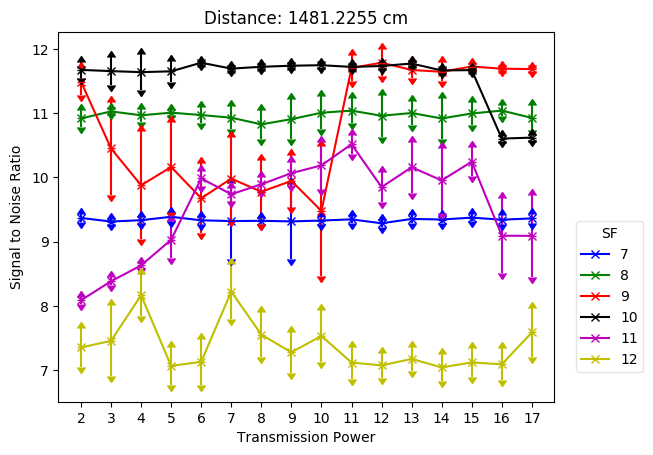 Distance: 1481.2255 cm
Signal to Noise Ratio
12
11
10
9
8
7
2 3 4 5 6 7 8 9 10 11 12 13 14 15 16 17
Transmission Power
SF
7
8
9
10
11
12